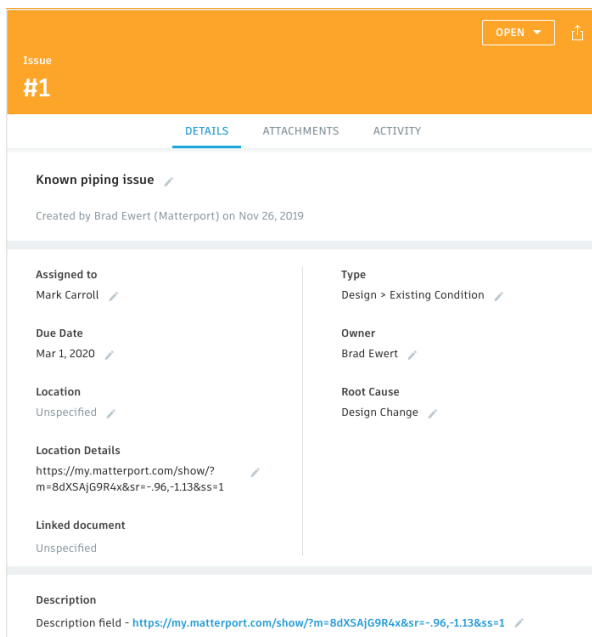 OPEN
Issue
#1
DETAILS ATTACHMENTS ACTIVITY
Known piping issue
Created by Brad Ewert (Matterport) on Nov 26, 2019
Assigned to
Mark Carroll
Due Date
Mar 1, 2020
Location
Unspecified
Location Details
https://my.matterport.com/show/?
m=8dXSAjG9R4x&sr=-.96,-1.13&ss=1
Linked document
Unspecified
Type
Design > Existing Condition
Owner
Brad Ewert
Root Cause
Design Change
Description
Description field - https://my.matterport.com/show/?m=8dXSAjG9R4x&sr=-.96,-1.13&ss=1